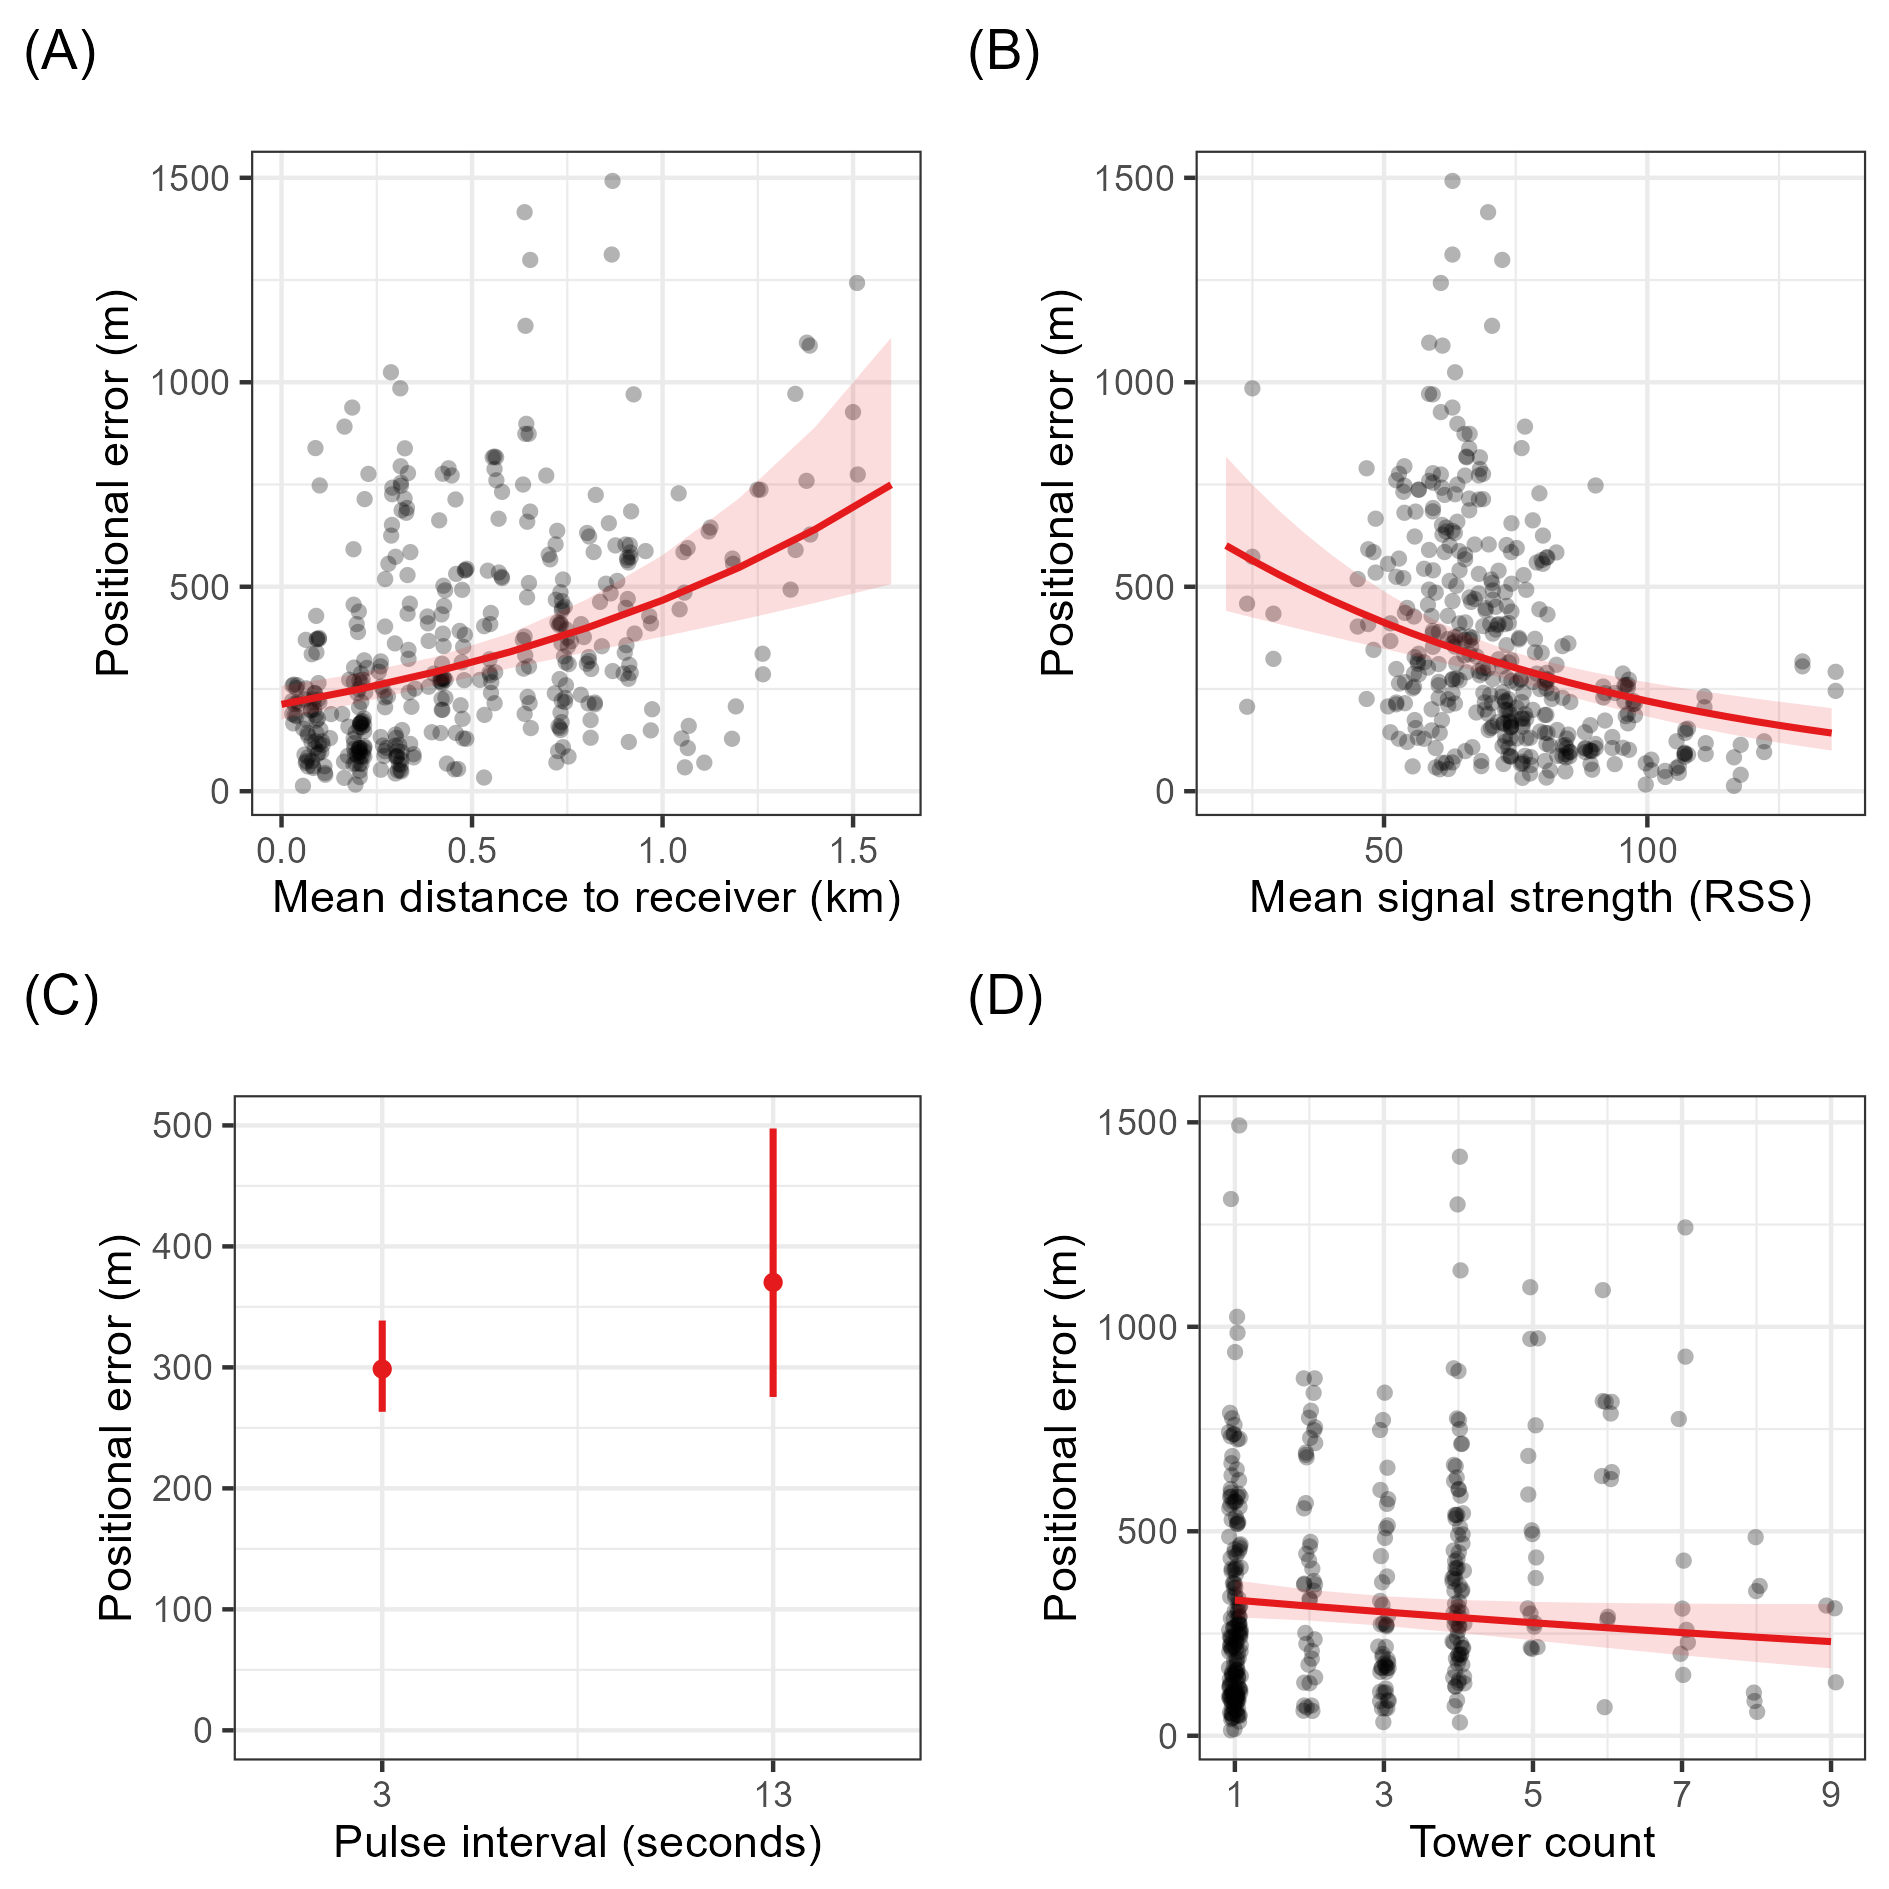 (A)
Positional error (m)
1500
1000
500
0
0.0 0.5 1.0 1.5
Mean distance to receiver (km)
(B)
Positional error (m)
1500
1000
500
0
50 100
Mean signal strength (RSS)
(C)
Positional error (m)
500
400
300
200
100
0
3 13
Pulse interval (seconds)
(D)
Positional error (m)
1500
1000
500
0
1 3 5 7 9
Tower count